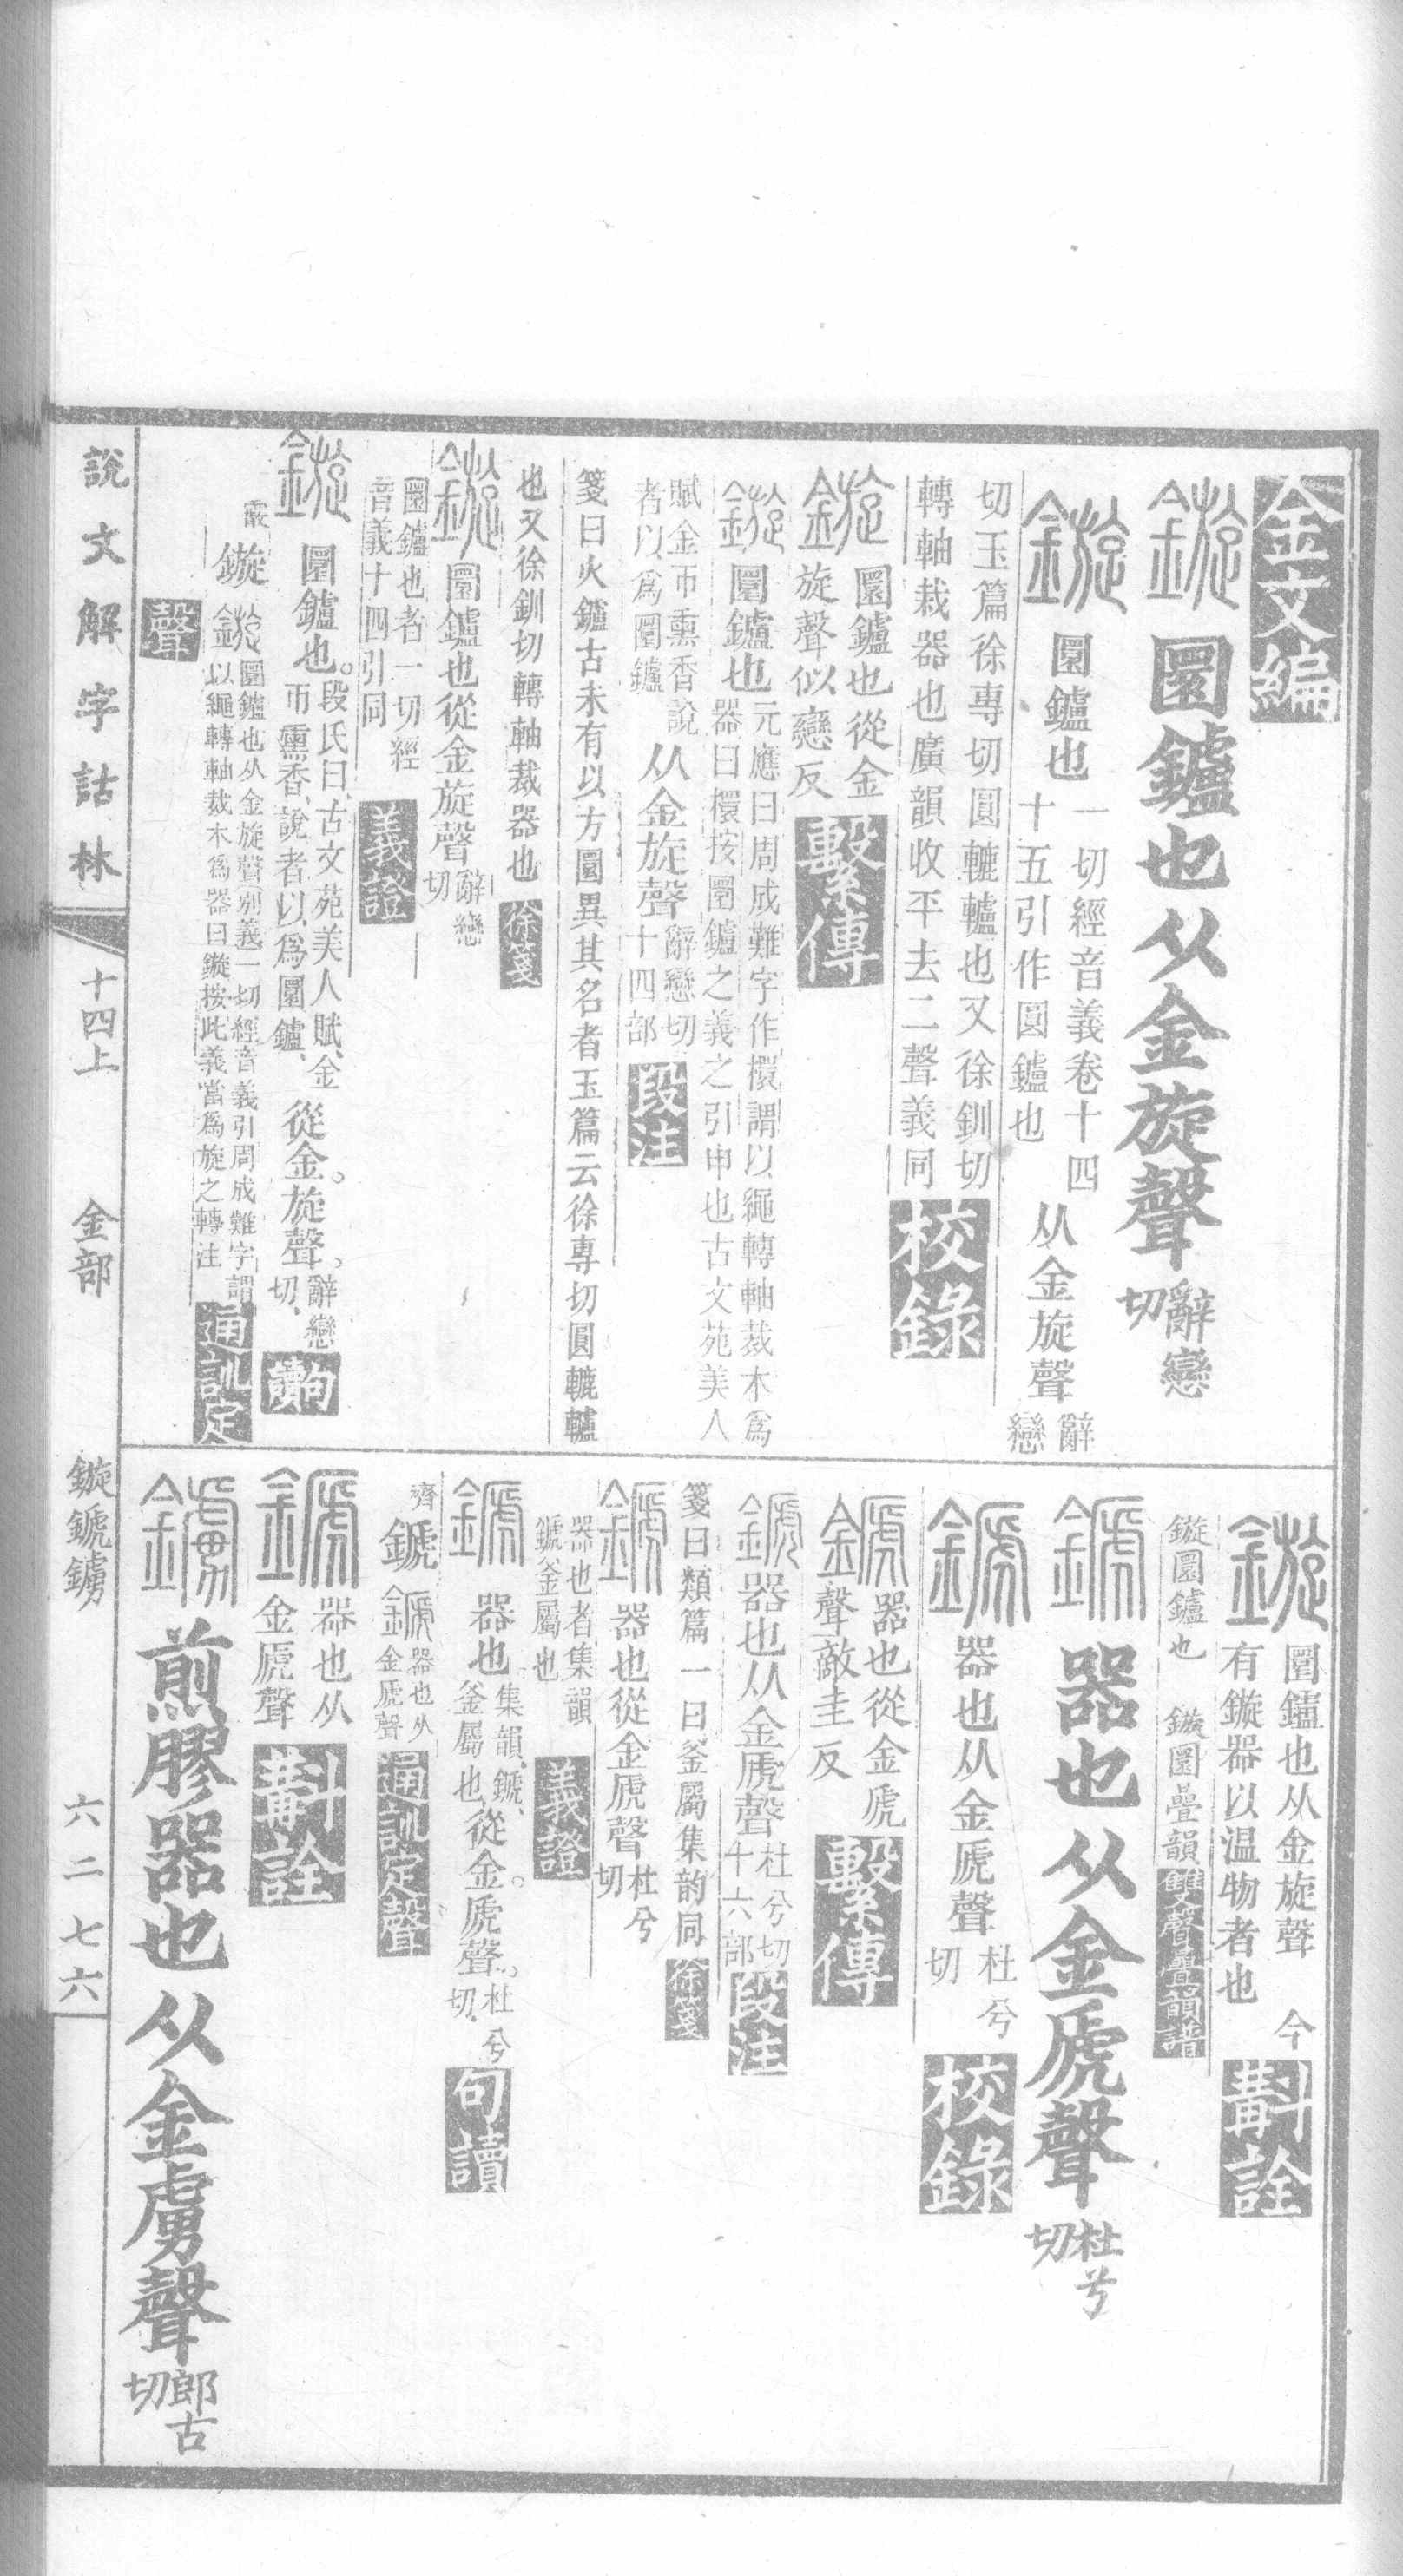 金文編
鏇 圜鑪也从金旋聲 辭戀切
鏇 圜鑪也 一切經音義卷十四十五引作圓鑪也 从金旋聲 辭戀
切玉篇徐專切圓轆轤也又徐釧切
轉軸裁器也廣韻收平去二聲義同 校錄
鏇 圜鑪也從金旋聲似戀反 繫傳
鏇 圜鑪也 元應曰周成難字作檈謂以繩轉軸裁木爲器曰檈按圜鑪之義之引申也古文苑美人
賦金帀熏香說者以爲圜鑪 从金旋聲 辭戀切十四部 段注
箋曰火鑪古未有以方圜異其名者玉篇云徐專切圓轆轤
也又徐釧切轉軸裁器也 徐箋
鏇 圜鑪也從金旋聲 辭戀切
圜鑪也者一切經音義十四引同 義證
鏇 圜鑪也。段氏曰、古文苑美人賦、金帀熏香、說者以爲圜鑪、從金。旋聲。辭戀切、 句讀
鏇 鏇 圜鑪也从金旋聲(別義)一切經音義引周成難字謂以繩轉軸裁木爲器曰鏇按此義當爲旋之轉注 通訓定
聲
鏇 圜鑪也从金旋聲 今有鏇器以温物者也 斠詮
鏇圜鑪也 鏇圜疊韻 雙聲疊韻譜
鐻 器也从金虒聲 杜兮切
鷈 器也从金虒聲 杜兮切 校錄
器也從金虒聲敵圭反 繫傳
器也从金虒聲 杜兮切十六部 段注
箋曰類篇一曰釜屬集韵同 徐箋
器也從金虒聲 杜兮切
器也者集韻鍗釜屬也 義證
器也 集韻、鍗、釜屬也、從金。虒聲。杜兮切、 句讀
器也从金虒聲 通訓定聲
器也从金虒聲 斠詮
鐪 煎膠器也从金虜聲 郎古切
說文解字詁林 十四上 金部 六二七六